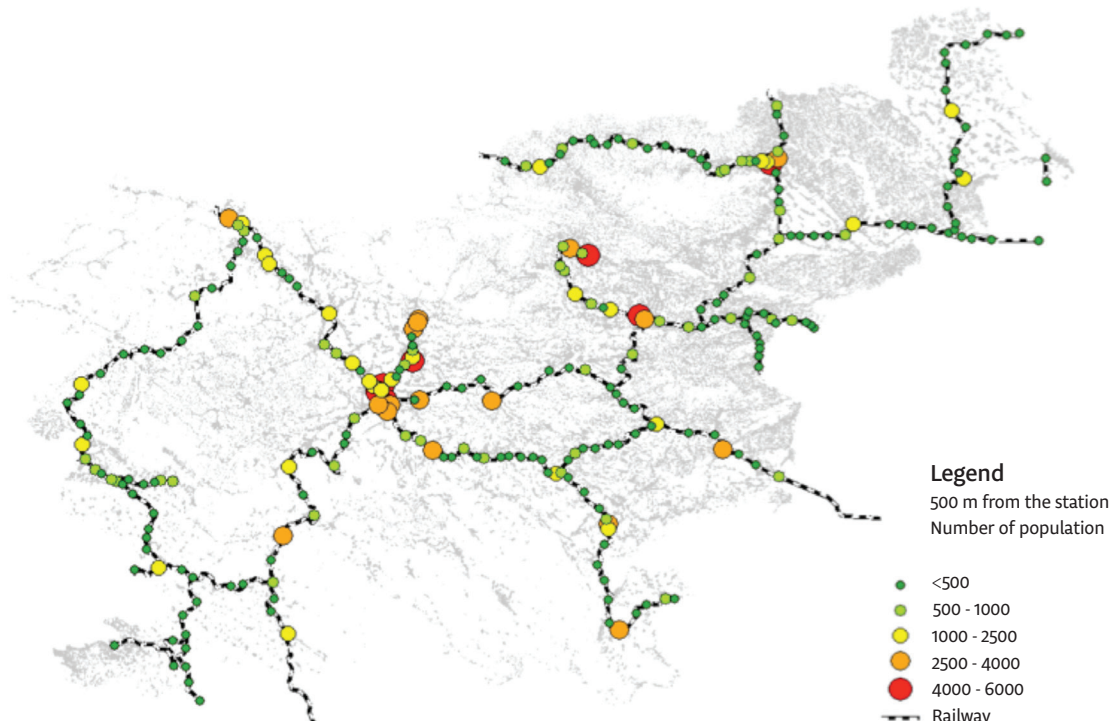 Legend
500 m from the station
Number of population
<500
500 - 1000
1000 - 2500
2500 - 4000
4000 - 6000
Railway